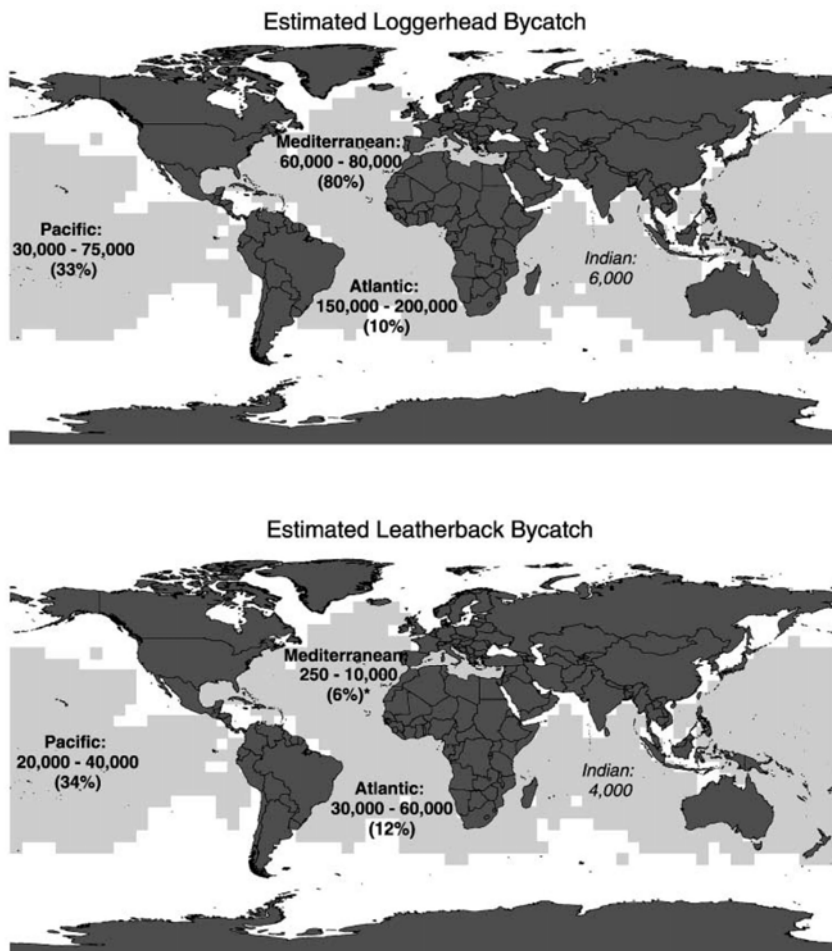 Estimated Loggerhead Bycatch
Mediterranean:
60,000 - 80,000
(80%)
Pacific:
30,000 - 75,000
(33%)
Indian:
6,000
Atlantic:
150,000 - 200,000
(10%)
Estimated Leatherback Bycatch
Mediterranean
250 - 10,000
(6%)*
Pacific:
20,000 - 40,000
(34%)
Indian:
4,000
Atlantic:
30,000 - 60,000
(12%)